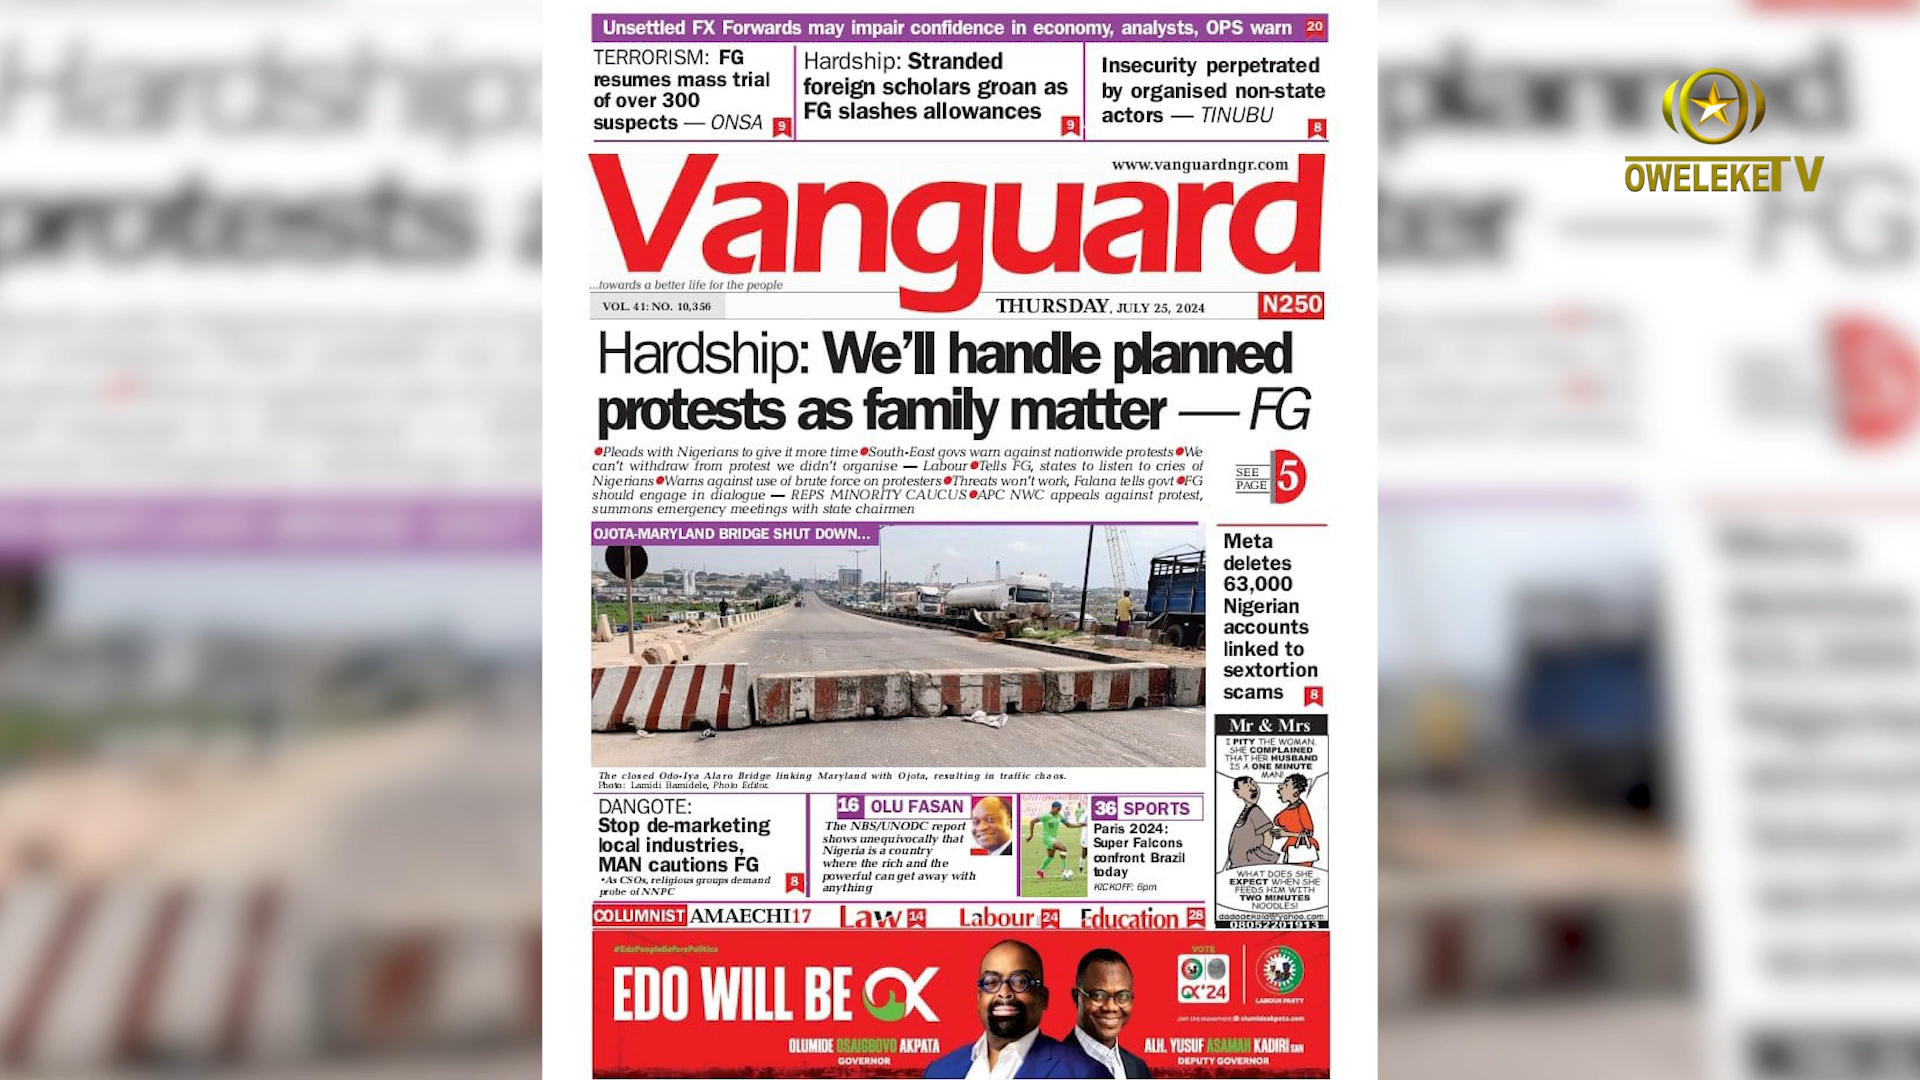 Unsettled FX Forwards may impair confidence in economy, analysts, OPS warn 20
TERRORISM: FG
resumes mass trial
of over 300
suspects — ONSA 9
Hardship: Stranded
foreign scholars groan as
FG slashes allowances 9
Insecurity perpetrated
by organised non-state
actors — TINUBU 8
OWELEKE TV
www.vanguardngr.com
Vanguard
...towards a better life for the people
VOL. 41: NO. 10,356
THURSDAY, JULY 25, 2024
N250
Hardship: We'll handle planned
protests as family matter — FG
●Pleads with Nigerians to give it more time●South-East govs warn against nationwide protests●We
can't withdraw from protest we didn't organise — Labour●Tells FG, states to listen to cries of
Nigerians●Warns against use of brute force on protesters●Threats won't work, Falana tells govt●FG
should engage in dialogue — REPS MINORITY CAUCUS●APC NWC appeals against protest,
summons emergency meetings with state chairmen
SEE
PAGE 5
OJOTA-MARYLAND BRIDGE SHUT DOWN...
The closed Odo-Iya Alaro Bridge linking Maryland with Ojota, resulting in traffic chaos.
Photo: Lamidi Bamidele, Photo Editor.
Meta
deletes
63,000
Nigerian
accounts
linked to
sextortion
scams 8
Mr & Mrs
I PITY THE WOMAN.
SHE COMPLAINED
THAT HER HUSBAND
IS A ONE MINUTE
MAN!
WHAT DOES SHE
EXPECT WHEN SHE
FEEDS HIM WITH
TWO MINUTES
NOODLES!
dadadekola@yahoo.com
08052201913
DANGOTE:
Stop de-marketing
local industries,
MAN cautions FG
•As CSOs, religious groups demand
probe of NNPC 8
16 OLU FASAN
The NBS/UNODC report
shows unequivocally that
Nigeria is a country
where the rich and the
powerful can get away with
anything
36 SPORTS
Paris 2024:
Super Falcons
confront Brazil
today
KICKOFF: 6pm
COLUMNIST AMAECHI 17
Law 14
Labour 24
Education 28
#EdoPeopleBeforePolitics
EDO WILL BE OK
OLUMIDE OSAIGBOVO AKPATA
GOVERNOR
ALH. YUSUF ASAMAH KADIRI SAN
DEPUTY GOVERNOR
VOTE
OK'24
LABOUR PARTY
Join the movement @ olumideakpata.com